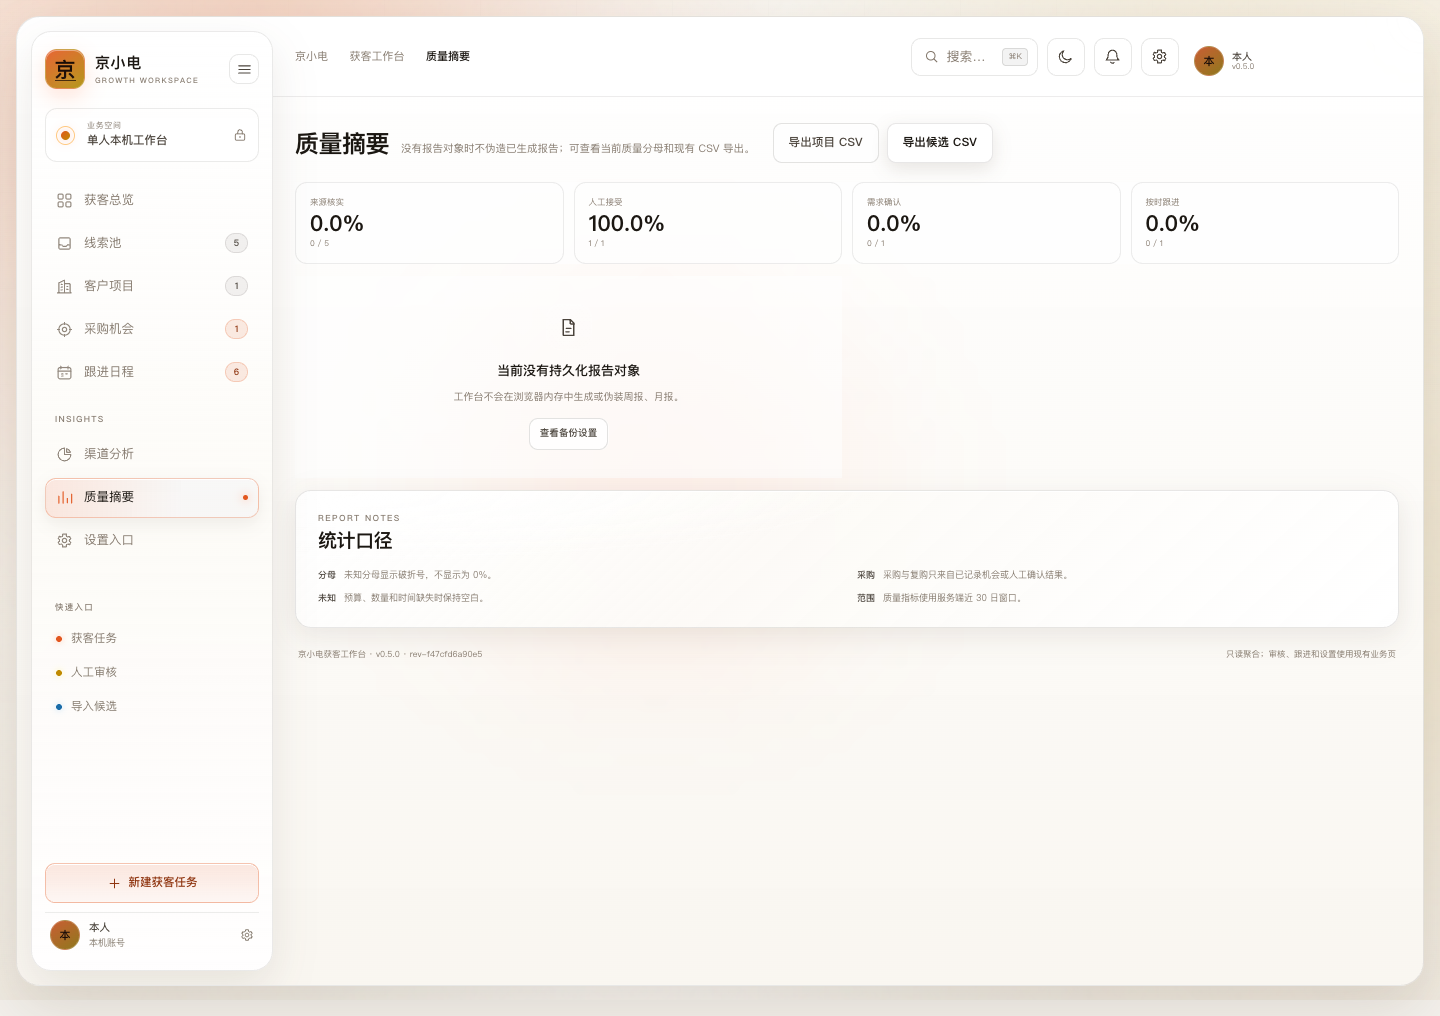 京
京小电
GROWTH WORKSPACE
业务空间
单人本机工作台
获客总览
线索池 5
客户项目 1
采购机会 1
跟进日程 6
INSIGHTS
渠道分析
质量摘要
设置入口
快速入口
获客任务
人工审核
导入候选
新建获客任务
本
本人
本机账号
京小电 获客工作台 质量摘要
搜索... ⌘K
本
本人
v0.5.0
质量摘要
没有报告对象时不伪造已生成报告；可查看当前质量分母和现有 CSV 导出。
导出项目 CSV
导出候选 CSV
来源核实
0.0%
0 / 5
人工接受
100.0%
1 / 1
需求确认
0.0%
0 / 1
按时跟进
0.0%
0 / 1
当前没有持久化报告对象
工作台不会在浏览器内存中生成或伪装周报、月报。
查看备份设置
REPORT NOTES
统计口径
分母 未知分母显示破折号，不显示为 0%。
采购 采购与复购只来自已记录机会或人工确认结果。
未知 预算、数量和时间缺失时保持空白。
范围 质量指标使用服务端近 30 日窗口。
京小电获客工作台 · v0.5.0 · rev-f47cfd6a90e5
只读聚合；审核、跟进和设置使用现有业务页